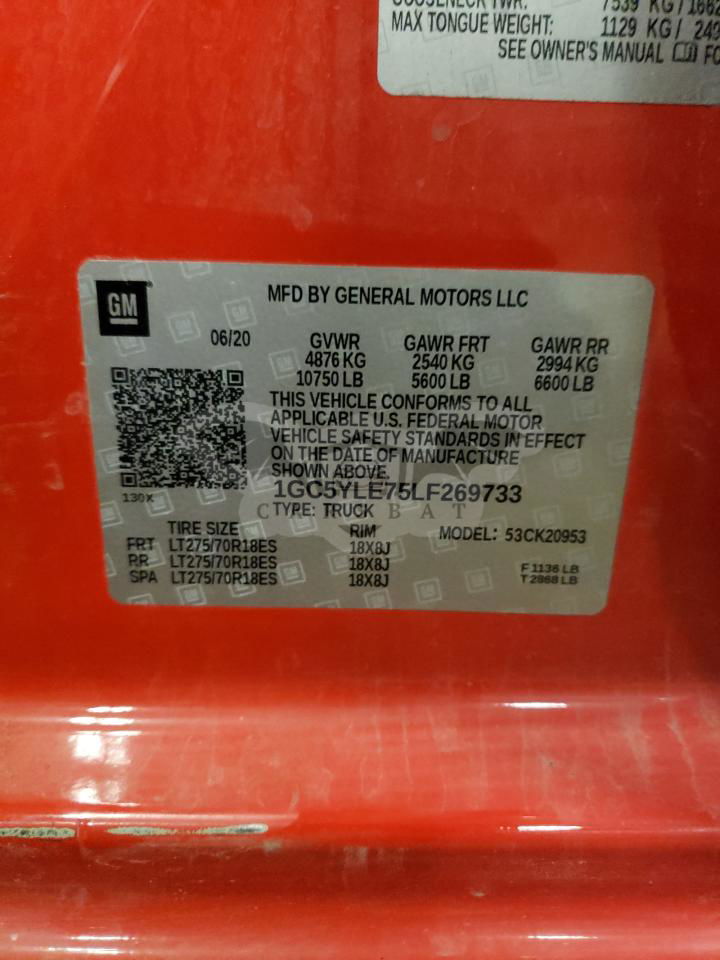 7539 KG/
MAX TONGUE WEIGHT: 1129 KG/
SEE OWNER'S MANUAL
GM
MFD BY GENERAL MOTORS LLC
06/20 GVWR GAWR FRT GAWR RR
4876 KG 2540 KG 2994 KG
10750 LB 5600 LB 6600 LB
THIS VEHICLE CONFORMS TO ALL
APPLICABLE U.S. FEDERAL MOTOR
VEHICLE SAFETY STANDARDS IN EFFECT
ON THE DATE OF MANUFACTURE
SHOWN ABOVE.
130X
1GC5YLE75LF269733
TYPE: TRUCK
TIRE SIZE RIM MODEL: 53CK20953
FRT LT275/70R18ES 18X8J
RR LT275/70R18ES 18X8J F 1136 LB
SPA LT275/70R18ES 18X8J T 2868 LB